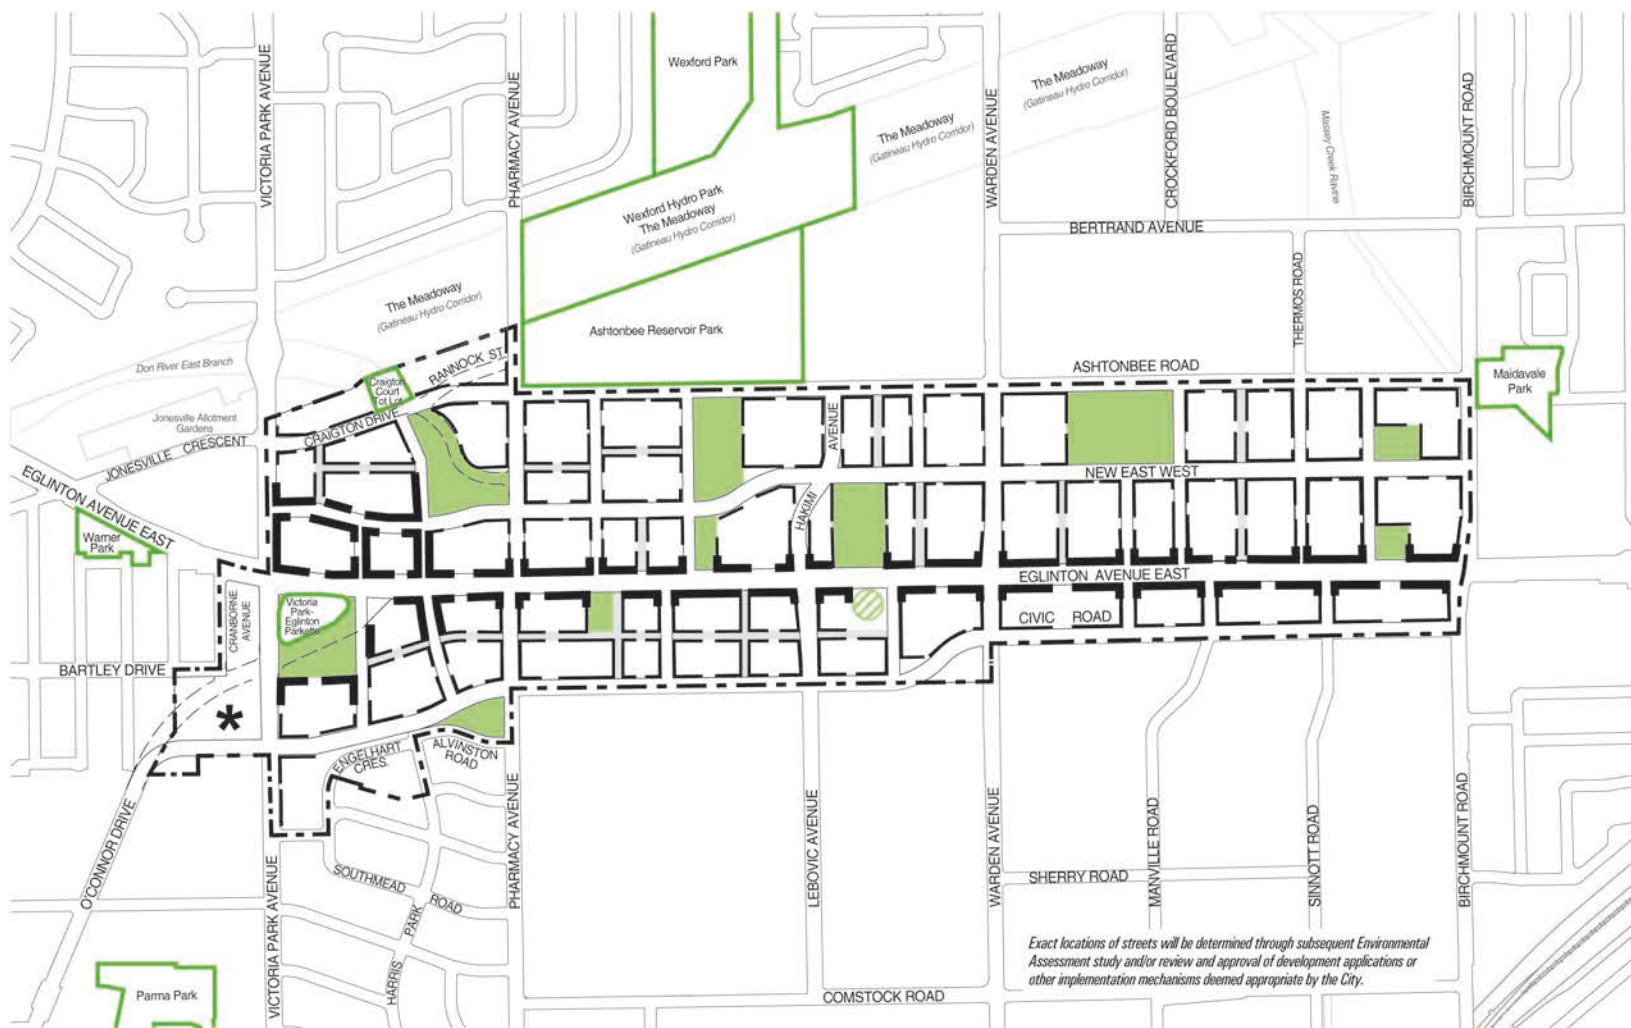 Wexford Park
The Meadoway
(Gatineau Hydro Corridor)
The Meadoway
(Gatineau Hydro Corridor)
VICTORIA PARK AVENUE
PHARMACY AVENUE
WARDEN AVENUE
CROCKFORD BOULEVARD
Massey Creek Ravine
BIRCHMOUNT ROAD
Wexford Hydro Park
The Meadoway
(Gatineau Hydro Corridor)
BERTRAND AVENUE
THERMOS ROAD
The Meadoway
(Gatineau Hydro Corridor)
Ashtonbee Reservoir Park
Don River East Branch
RANNOCK ST.
Craigton
Court
Tot Lot
ASHTONBEE ROAD
Maidavale
Park
Jonesville Allotment
Gardens
CRAIGTON DRIVE
JONESVILLE CRESCENT
HAKIMI AVENUE
NEW EAST WEST
EGLINTON AVENUE EAST
Warner
Park
EGLINTON AVENUE EAST
CRANBORNE
AVENUE
Victoria
Park-
Eglinton
Parkette
CIVIC ROAD
BARTLEY DRIVE
*
ENGELHART
CRES.
ALVINSTON
ROAD
O'CONNOR DRIVE
VICTORIA PARK AVENUE
PHARMACY AVENUE
LEBOVIC AVENUE
WARDEN AVENUE
MANVILLE ROAD
SINNOTT ROAD
BIRCHMOUNT ROAD
SOUTHMEAD ROAD
SHERRY ROAD
HARRIS PARK
Exact locations of streets will be determined through subsequent Environmental
Assessment study and/or review and approval of development applications or
other implementation mechanisms deemed appropriate by the City.
Parma Park
COMSTOCK ROAD